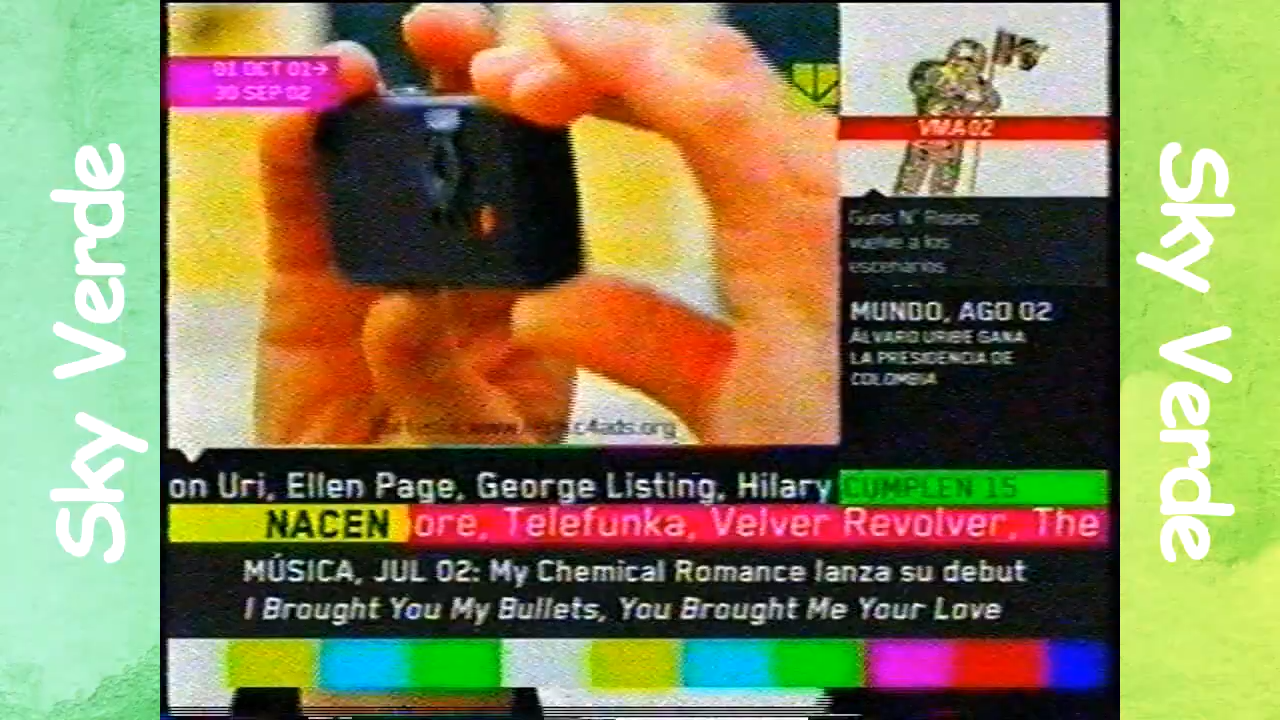 Sky Verde
01 OCT 01→
30 SEP 02
VMA 02
Guns N' Roses
vuelve a los
escenarios
MUNDO, AGO 02
ÁLVARO URIBE GANA
LA PRESIDENCIA DE
COLOMBIA
c4ads.org
on Uri, Ellen Page, George Listing, Hilary
CUMPLEN 15
NACEN
ore, Telefunka, Velver Revolver, The
MÚSICA, JUL 02: My Chemical Romance lanza su debut
I Brought You My Bullets, You Brought Me Your Love
Sky Verde